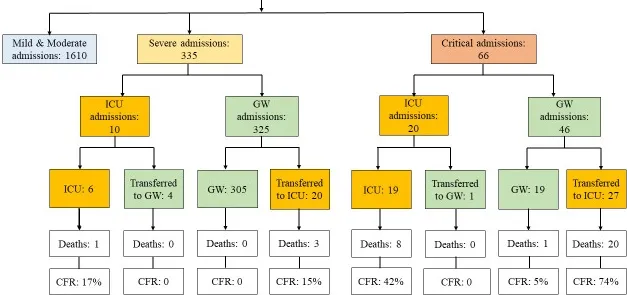 Mild & Moderate
admissions: 1610
Severe admissions:
335
Critical admissions:
66
ICU
admissions:
10
GW
admissions:
325
ICU
admissions:
20
GW
admissions:
46
ICU: 6
Transferred
to GW: 4
GW: 305
Transferred
to ICU: 20
ICU: 19
Transferred
to GW: 1
GW: 19
Transferred
to ICU: 27
Deaths: 1
Deaths: 0
Deaths: 0
Deaths: 3
Deaths: 8
Deaths: 0
Deaths: 1
Deaths: 20
CFR: 17%
CFR: 0
CFR: 0
CFR: 15%
CFR: 42%
CFR: 0
CFR: 5%
CFR: 74%